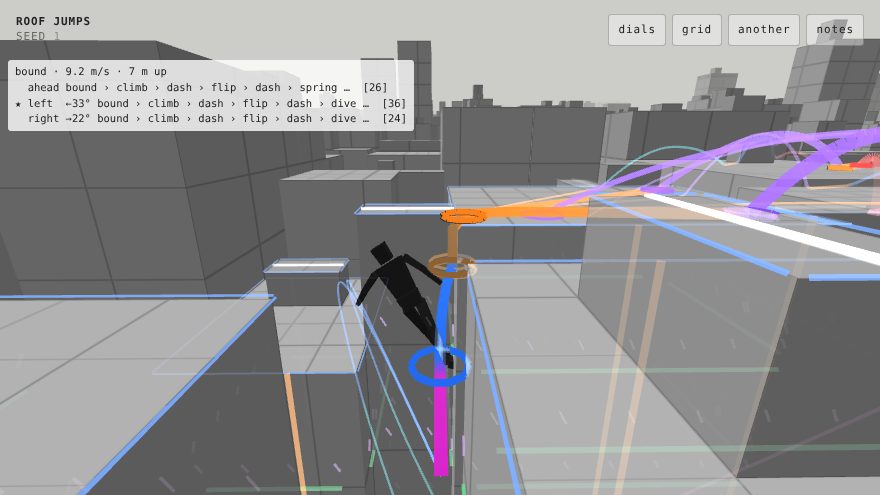 ROOF JUMPS
SEED 1
dials
grid
another
notes
bound · 9.2 m/s · 7 m up
ahead bound › climb › dash › flip › dash › spring … [26]
★ left ←33° bound › climb › dash › flip › dash › dive … [36]
right →22° bound › climb › dash › flip › dash › dive … [24]